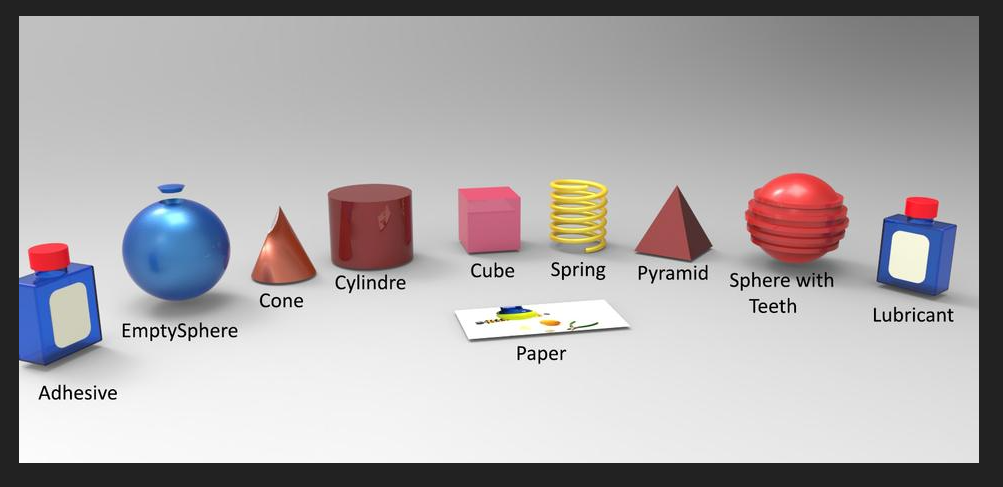 Adhesive
EmptySphere
Cone
Cylindre
Cube
Spring
Pyramid
Sphere with
Teeth
Lubricant
Paper